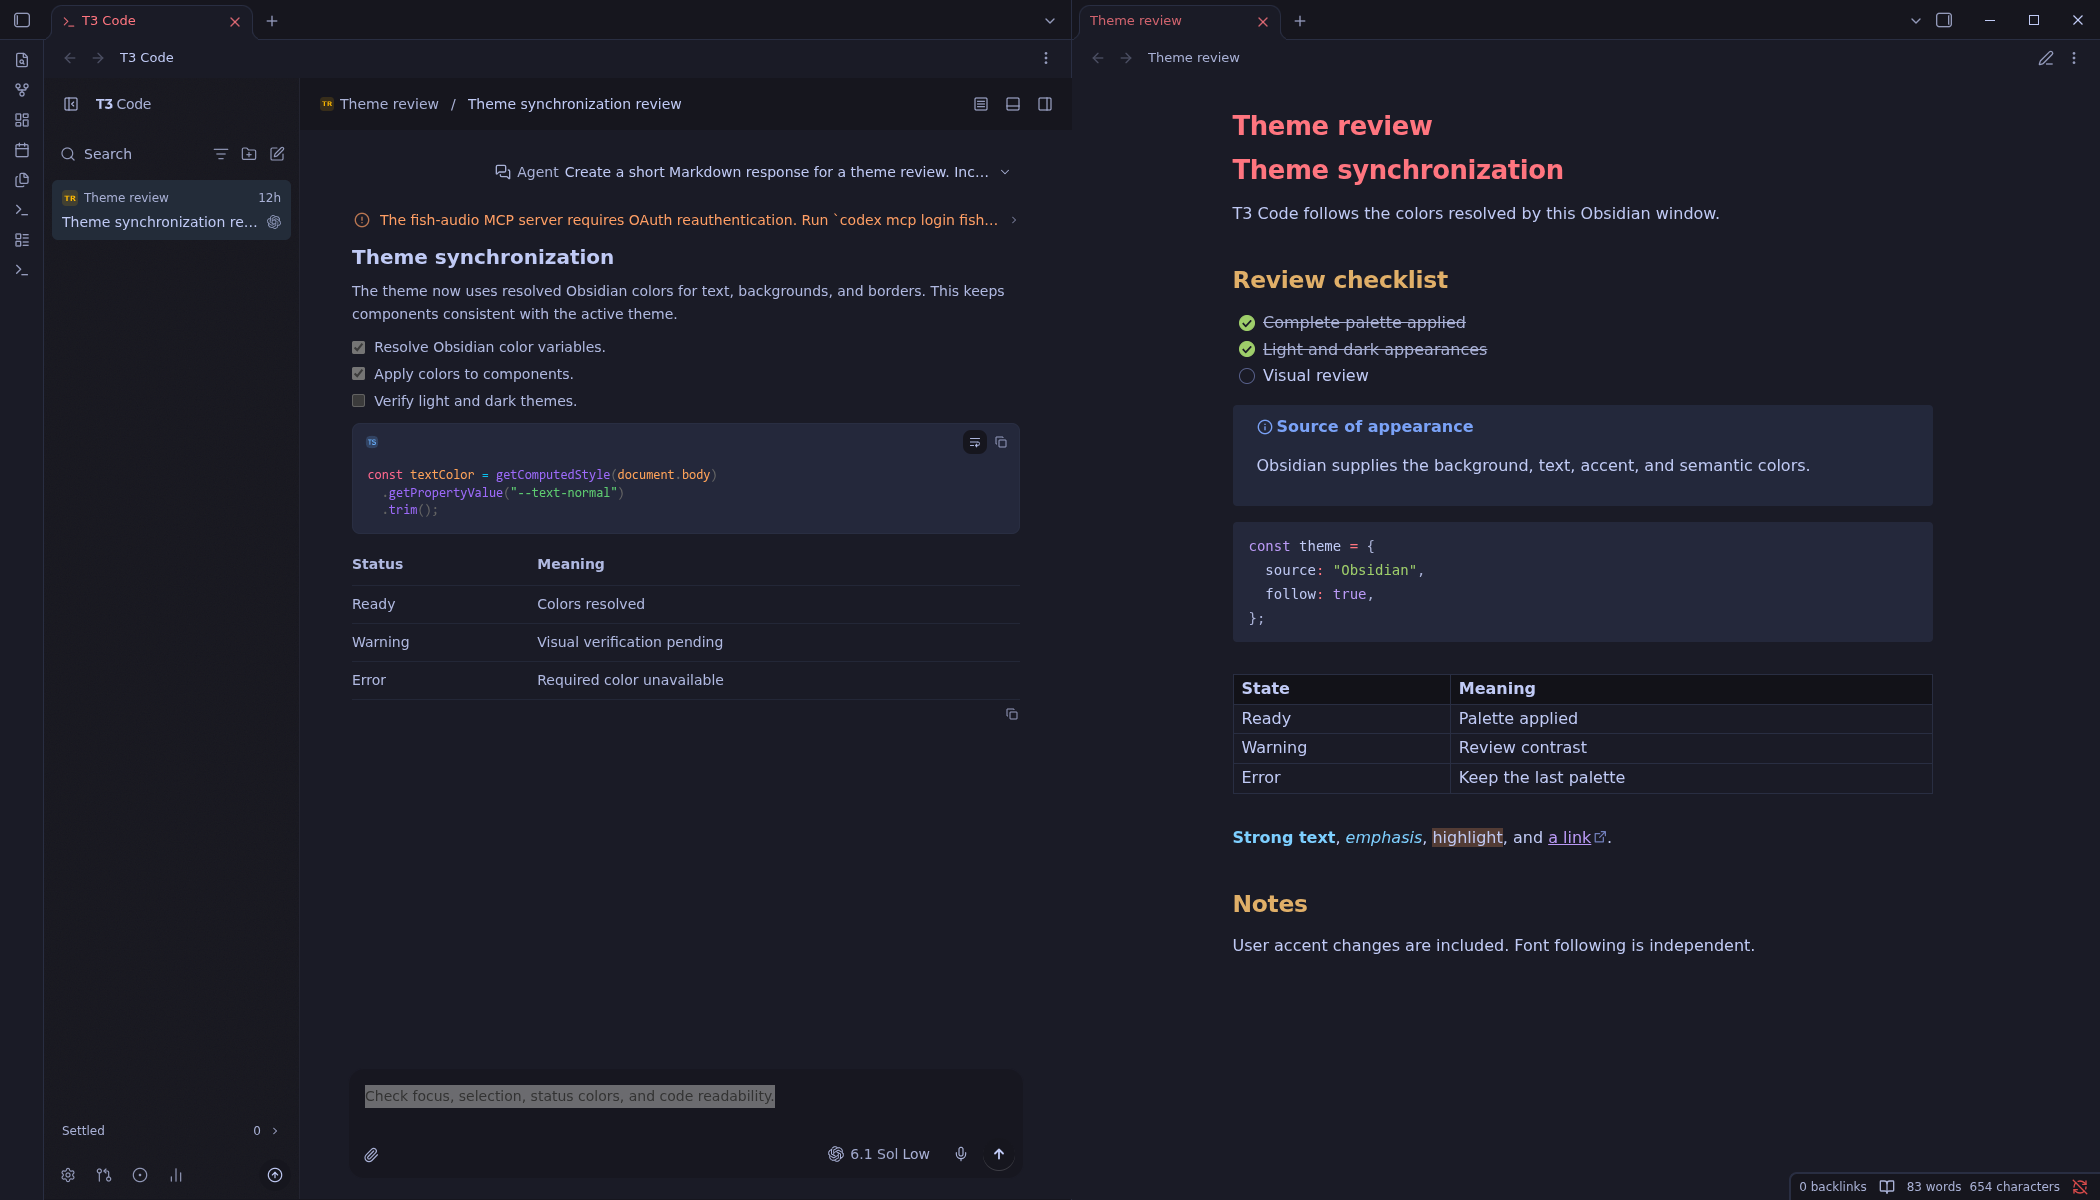 T3 Code
T3 Code
T3 Code
Search
TR Theme review 12h
Theme synchronization re...
Settled 0
TR Theme review / Theme synchronization review
Agent Create a short Markdown response for a theme review. Inc...
The fish-audio MCP server requires OAuth reauthentication. Run `codex mcp login fish...
Theme synchronization
The theme now uses resolved Obsidian colors for text, backgrounds, and borders. This keeps
components consistent with the active theme.
Resolve Obsidian color variables.
Apply colors to components.
Verify light and dark themes.
TS
const textColor = getComputedStyle(document.body)
  .getPropertyValue("--text-normal")
  .trim();
Status Meaning
Ready Colors resolved
Warning Visual verification pending
Error Required color unavailable
Check focus, selection, status colors, and code readability.
6.1 Sol Low
Theme review
Theme review
Theme review
Theme synchronization
T3 Code follows the colors resolved by this Obsidian window.
Review checklist
Complete palette applied
Light and dark appearances
Visual review
Source of appearance
Obsidian supplies the background, text, accent, and semantic colors.
const theme = {
  source: "Obsidian",
  follow: true,
};
State Meaning
Ready Palette applied
Warning Review contrast
Error Keep the last palette
Strong text, emphasis, highlight, and a link.
Notes
User accent changes are included. Font following is independent.
0 backlinks 83 words 654 characters